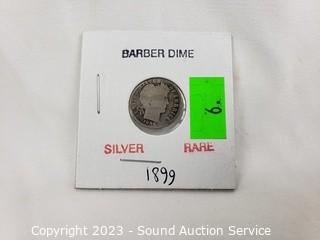 BARBER DIME
6.
SILVER RARE
1899
Copyright 2023 - Sound Auction Service